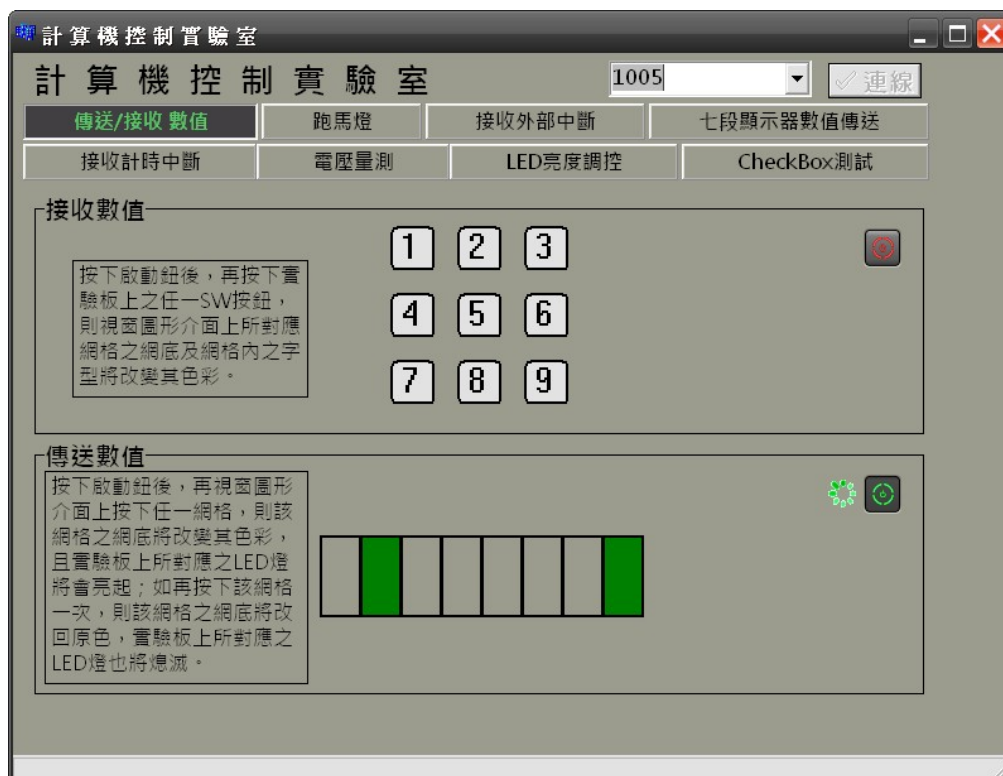 計算機控制實驗室
計算機控制實驗室
1005
連線
傳送/接收 數值
跑馬燈
接收外部中斷
七段顯示器數值傳送
接收計時中斷
電壓量測
LED亮度調控
CheckBox測試
接收數值
按下啟動鈕後，再按下實
驗板上之任一SW按鈕，
則視窗圖形介面上所對應
網格之網底及網格內之字
型將改變其色彩。
1 2 3
4 5 6
7 8 9
傳送數值
按下啟動鈕後，再視窗圖形
介面上按下任一網格，則該
網格之網底將改變其色彩，
且實驗板上所對應之LED燈
將會亮起；如再按下該網格
一次，則該網格之網底將改
回原色，實驗板上所對應之
LED燈也將熄滅。